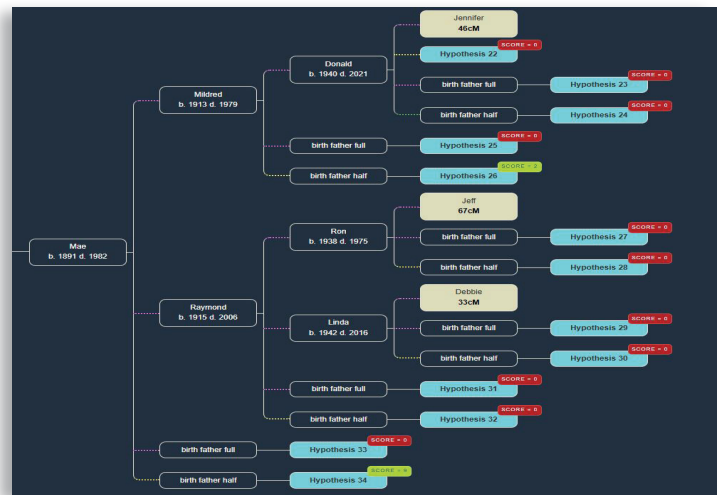 Jennifer
46cM
SCORE = 0
Hypothesis 22
Donald
b. 1940 d. 2021
SCORE = 0
birth father full
Hypothesis 23
Mildred
b. 1913 d. 1979
SCORE = 0
birth father half
Hypothesis 24
SCORE = 0
birth father full
Hypothesis 25
SCORE = 2
birth father half
Hypothesis 26
Jeff
67cM
Ron
b. 1938 d. 1975
SCORE = 0
birth father full
Hypothesis 27
Mae
b. 1891 d. 1982
SCORE = 0
birth father half
Hypothesis 28
Debbie
33cM
Raymond
b. 1915 d. 2006
Linda
b. 1942 d. 2016
SCORE = 0
birth father full
Hypothesis 29
SCORE = 0
birth father half
Hypothesis 30
SCORE = 0
birth father full
Hypothesis 31
SCORE = 0
birth father half
Hypothesis 32
SCORE = 0
birth father full
Hypothesis 33
SCORE =
birth father half
Hypothesis 34